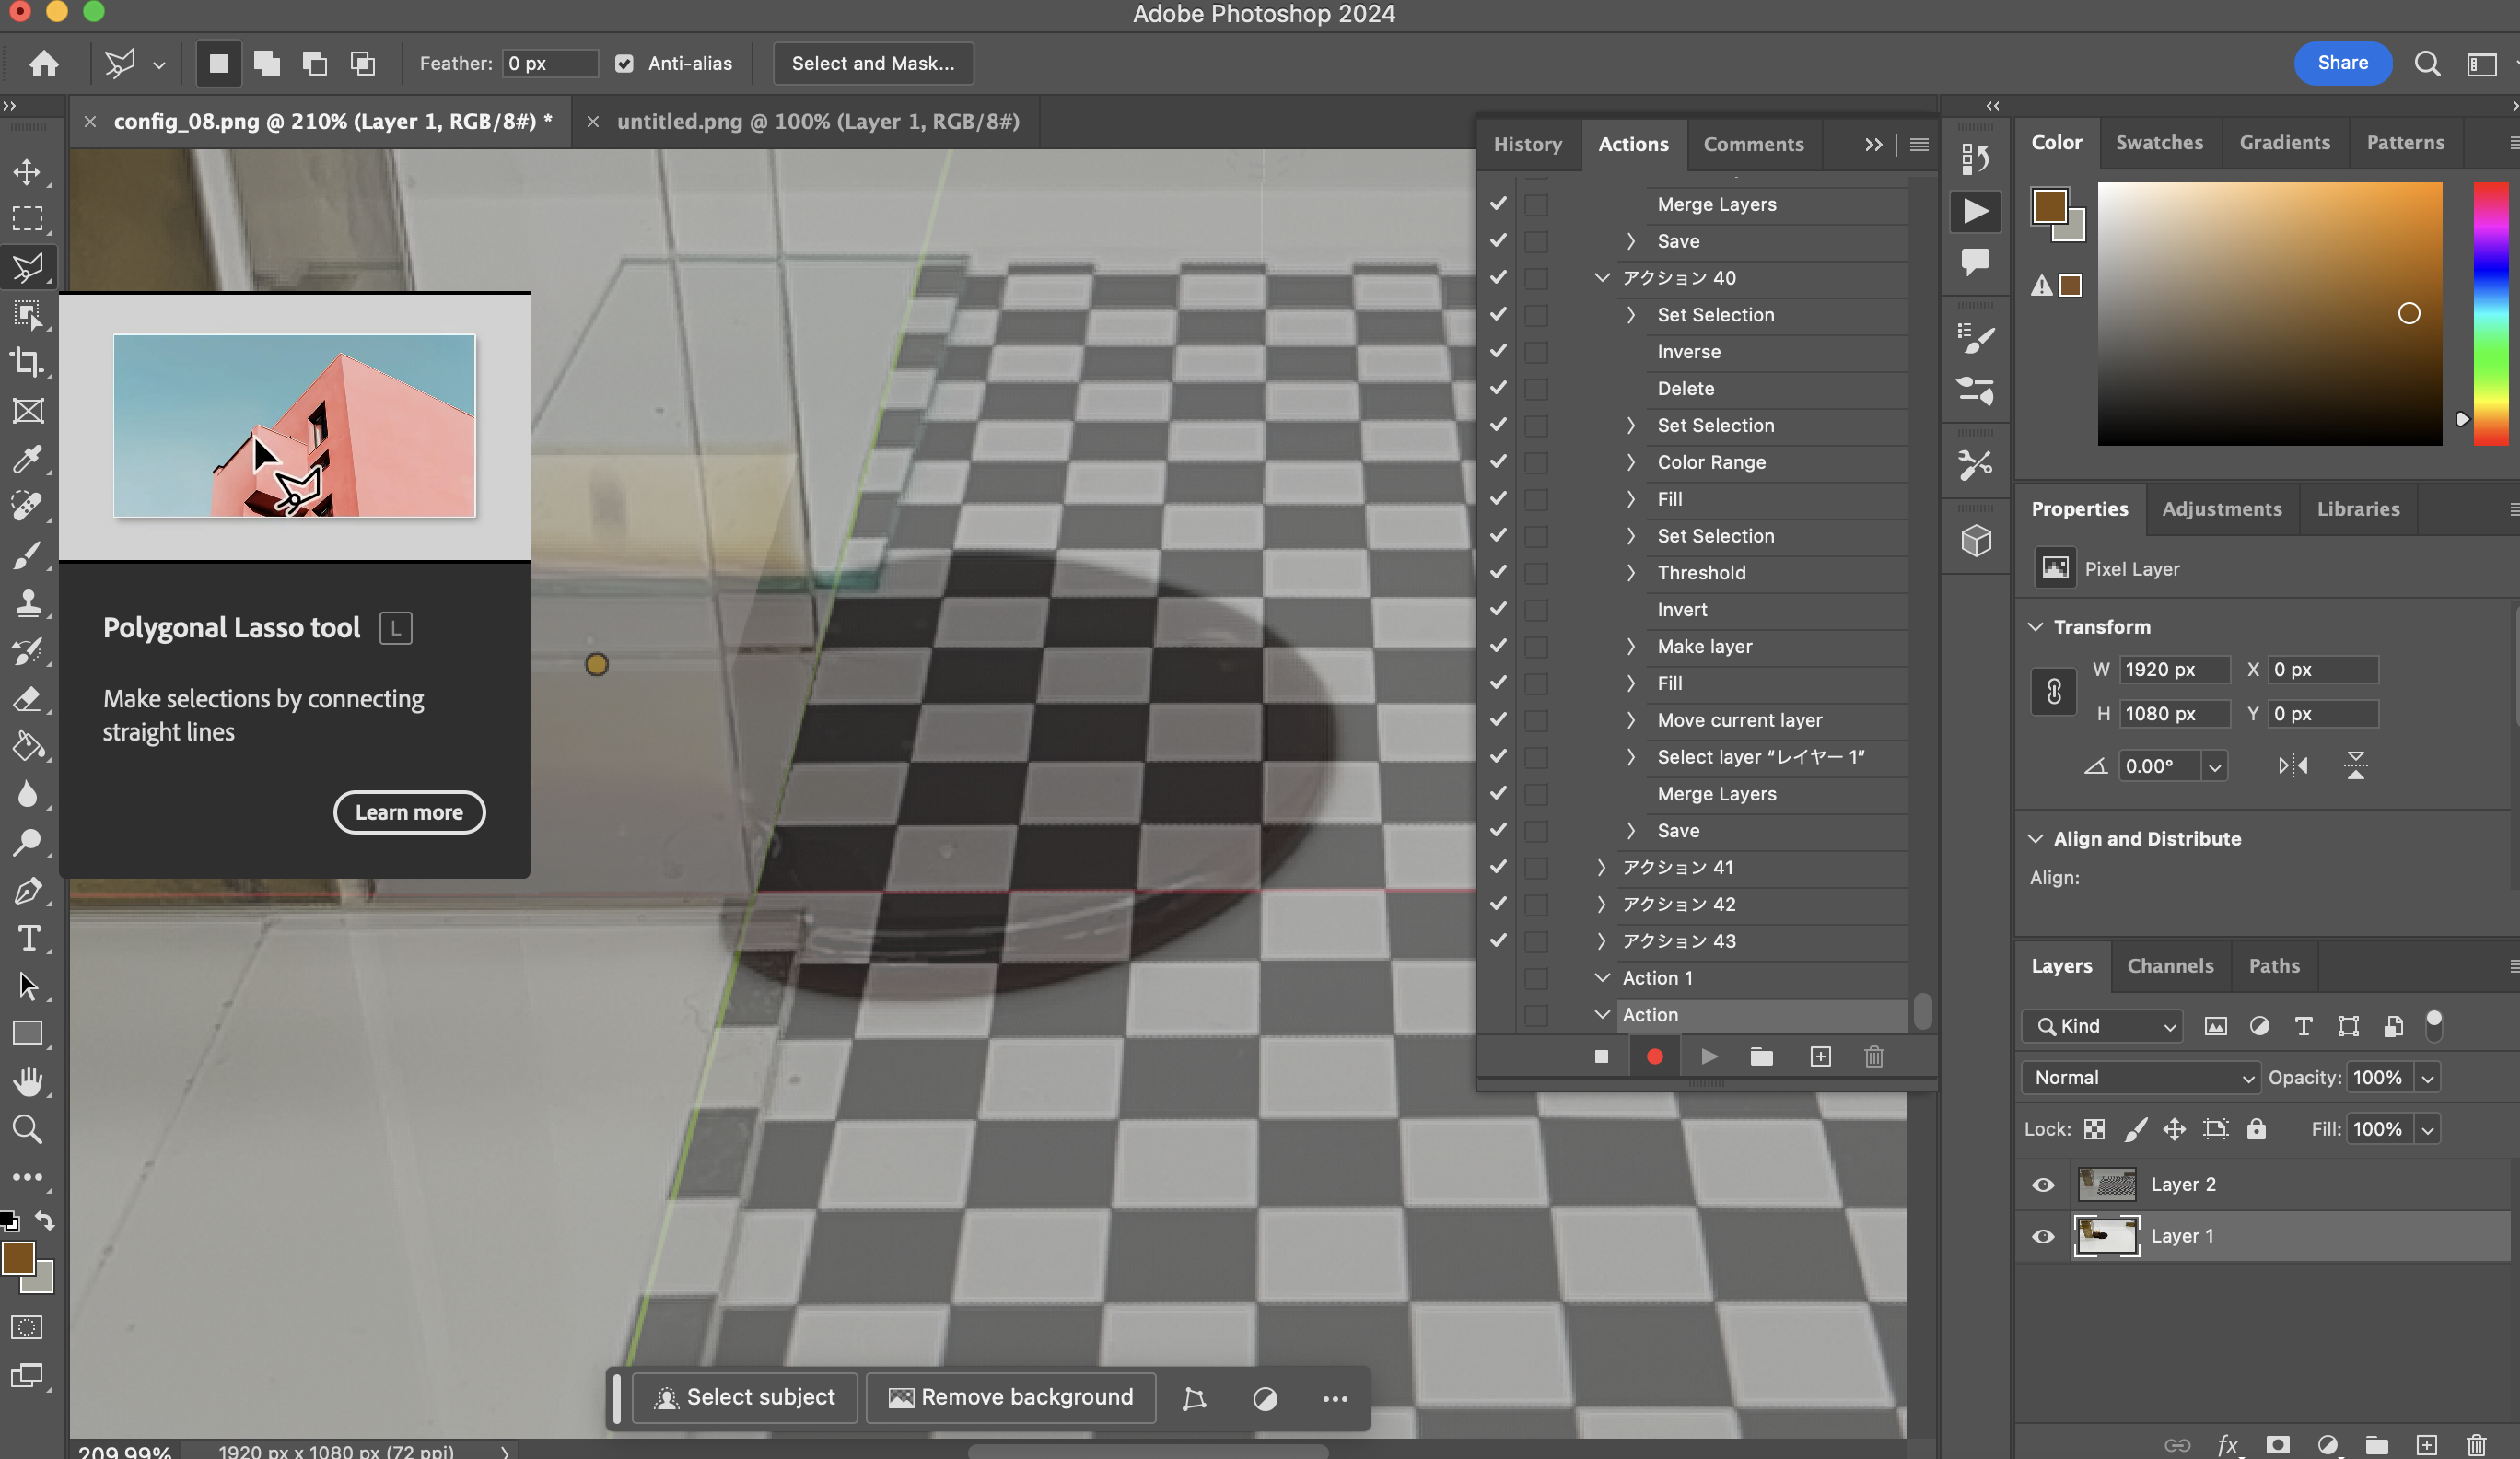 Adobe Photoshop 2024
Feather: 0 px Anti-alias Select and Mask... Share
config_08.png @ 210% (Layer 1, RGB/8#) * untitled.png @ 100% (Layer 1, RGB/8#)
Polygonal Lasso tool L
Make selections by connecting
straight lines
Learn more
History Actions Comments
Merge Layers
Save
アクション 40
Set Selection
Inverse
Delete
Set Selection
Color Range
Fill
Set Selection
Threshold
Invert
Make layer
Fill
Move current layer
Select layer “レイヤー 1”
Merge Layers
Save
アクション 41
アクション 42
アクション 43
Action 1
Action
Color Swatches Gradients Patterns
Properties Adjustments Libraries
Pixel Layer
Transform
W 1920 px X 0 px
H 1080 px Y 0 px
0.00°
Align and Distribute
Align:
Layers Channels Paths
Kind
Normal Opacity: 100%
Lock: Fill: 100%
Layer 2
Layer 1
fx
Select subject Remove background
209.99% 1920 px x 1080 px (72 ppi)